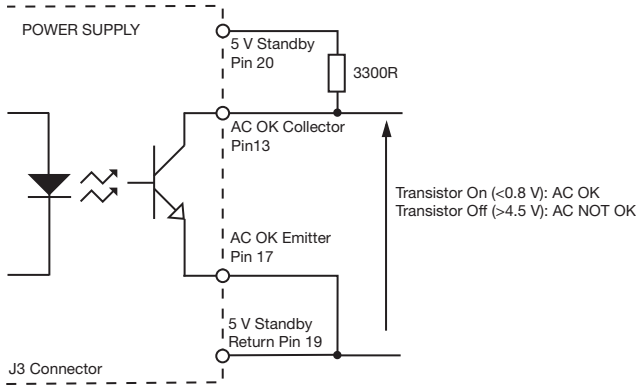 POWER SUPPLY
5 V Standby
Pin 20
3300R
AC OK Collector
Pin13
Transistor On (<0.8 V): AC OK
Transistor Off (>4.5 V): AC NOT OK
AC OK Emitter
Pin 17
5 V Standby
Return Pin 19
J3 Connector